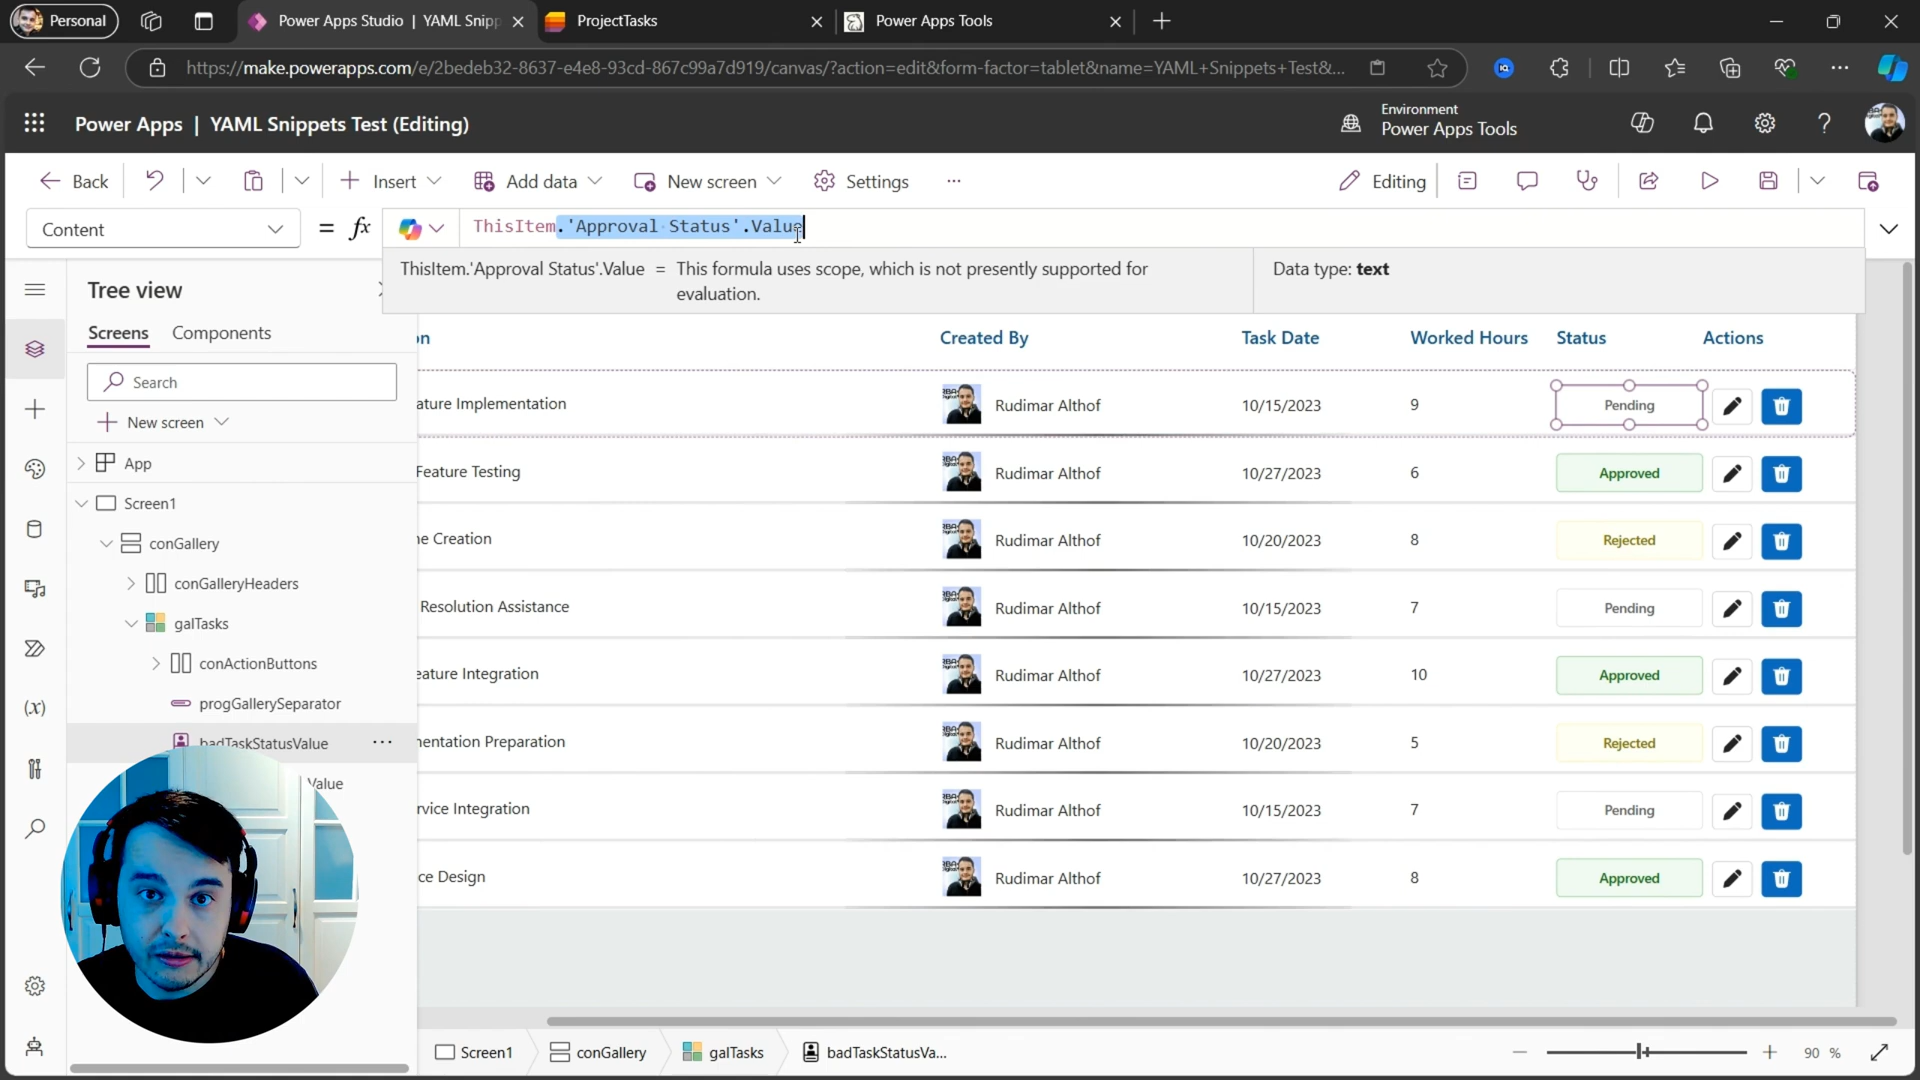 Personal
Power Apps Studio | YAML Snipp
ProjectTasks
Power Apps Tools
https://make.powerapps.com/e/2bedeb32-8637-e4e8-93cd-867c99a7d919/canvas/?action=edit&form-factor=tablet&name=YAML+Snippets+Test&...
Power Apps | YAML Snippets Test (Editing)
Environment
Power Apps Tools
Back
Insert
Add data
New screen
Settings
Editing
Content
= fx
ThisItem.'Approval Status'.Value
ThisItem.'Approval Status'.Value = This formula uses scope, which is not presently supported for
evaluation.
Data type: text
Tree view
Screens Components
Search
New screen
App
Screen1
conGallery
conGalleryHeaders
galTasks
conActionButtons
progGallerySeparator
badTaskStatusValue
Value
on Created By Task Date Worked Hours Status Actions
ature Implementation Rudimar Althof 10/15/2023 9 Pending
Feature Testing Rudimar Althof 10/27/2023 6 Approved
ne Creation Rudimar Althof 10/20/2023 8 Rejected
Resolution Assistance Rudimar Althof 10/15/2023 7 Pending
eature Integration Rudimar Althof 10/27/2023 10 Approved
nentation Preparation Rudimar Althof 10/20/2023 5 Rejected
rvice Integration Rudimar Althof 10/15/2023 7 Pending
ce Design Rudimar Althof 10/27/2023 8 Approved
Screen1 conGallery galTasks badTaskStatusVa...
90 %